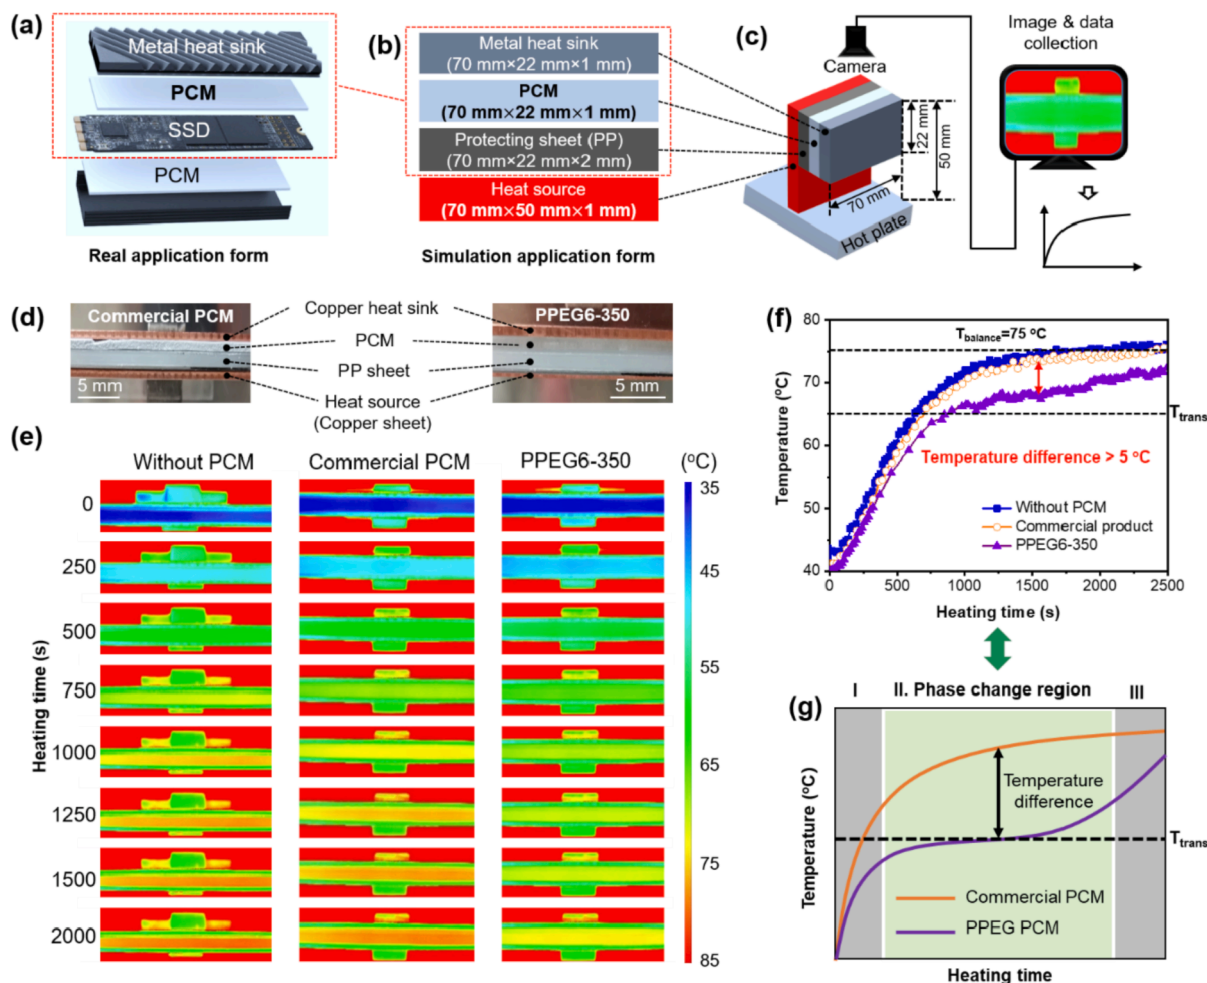 (a)
Metal heat sink
PCM
SSD
PCM
Real application form
(b)
Metal heat sink
(70 mm×22 mm×1 mm)
PCM
(70 mm×22 mm×1 mm)
Protecting sheet (PP)
(70 mm×22 mm×2 mm)
Heat source
(70 mm×50 mm×1 mm)
Simulation application form
(c)
Camera
22 mm
50 mm
70 mm
Hot plate
Image & data
collection
(d)
Commercial PCM
5 mm
Copper heat sink
PCM
PP sheet
Heat source
(Copper sheet)
PPEG6-350
5 mm
(e)
Without PCM
Commercial PCM
PPEG6-350
(°C)
Heating time (s)
0
250
500
750
1000
1250
1500
2000
35
45
55
65
75
85
(f)
Temperature (°C)
80
70
60
50
40
T_balance=75 °C
T_trans
Temperature difference > 5 °C
Without PCM
Commercial product
PPEG6-350
0 500 1000 1500 2000 2500
Heating time (s)
(g)
I II. Phase change region III
Temperature (°C)
Temperature
difference
T_trans
Commercial PCM
PPEG PCM
Heating time